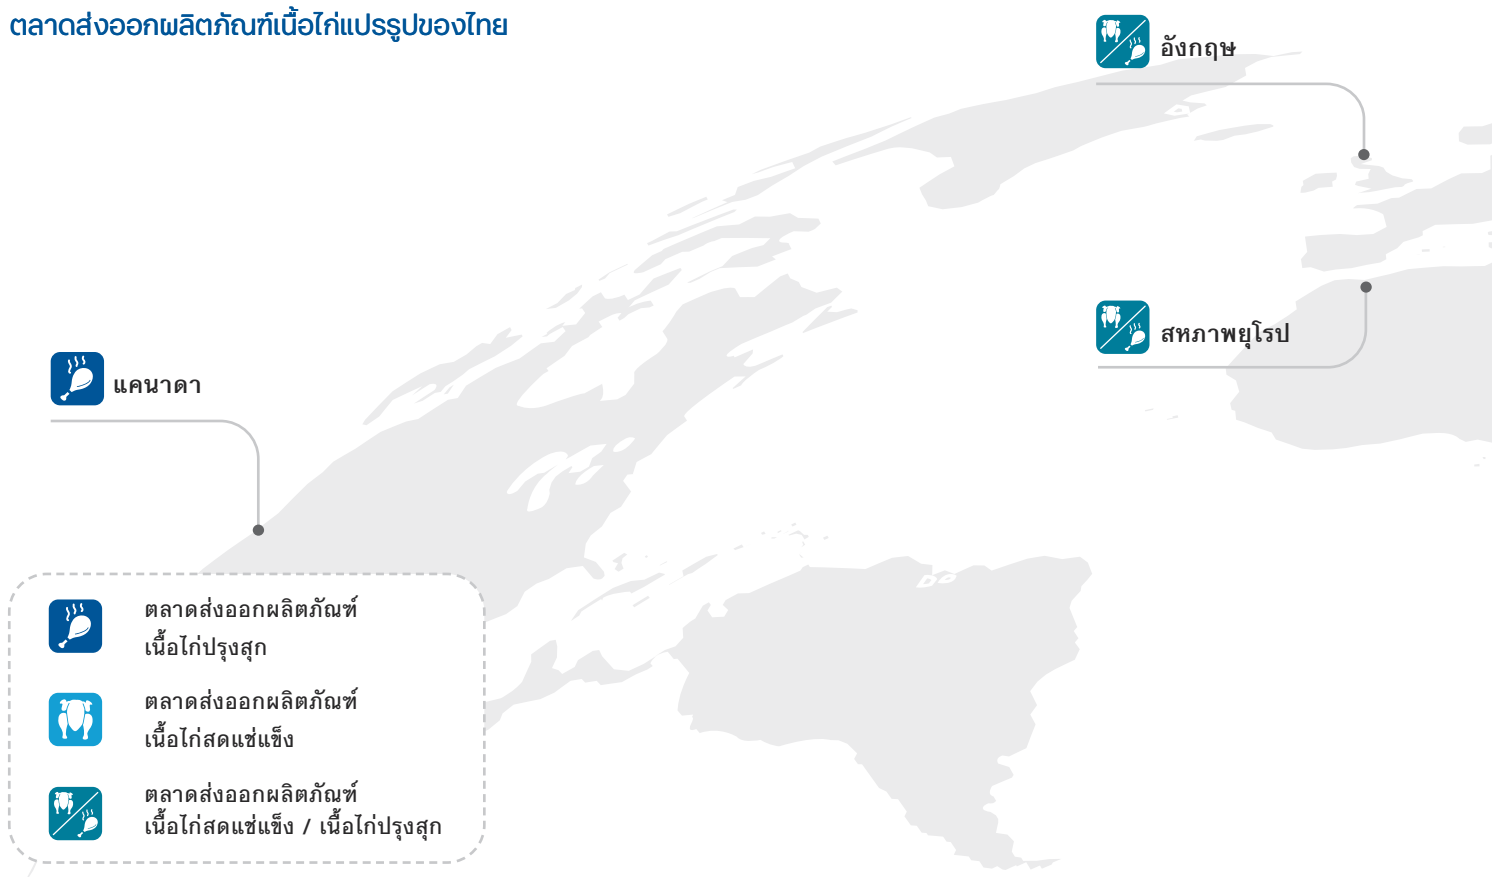 ตลาดส่งออกผลิตภัณฑ์เนื้อไก่แปรรูปของไทย
อังกฤษ
สหภาพยุโรป
แคนาดา
ตลาดส่งออกผลิตภัณฑ์
เนื้อไก่ปรุงสุก
ตลาดส่งออกผลิตภัณฑ์
เนื้อไก่สดแช่แข็ง
ตลาดส่งออกผลิตภัณฑ์
เนื้อไก่สดแช่แข็ง / เนื้อไก่ปรุงสุก